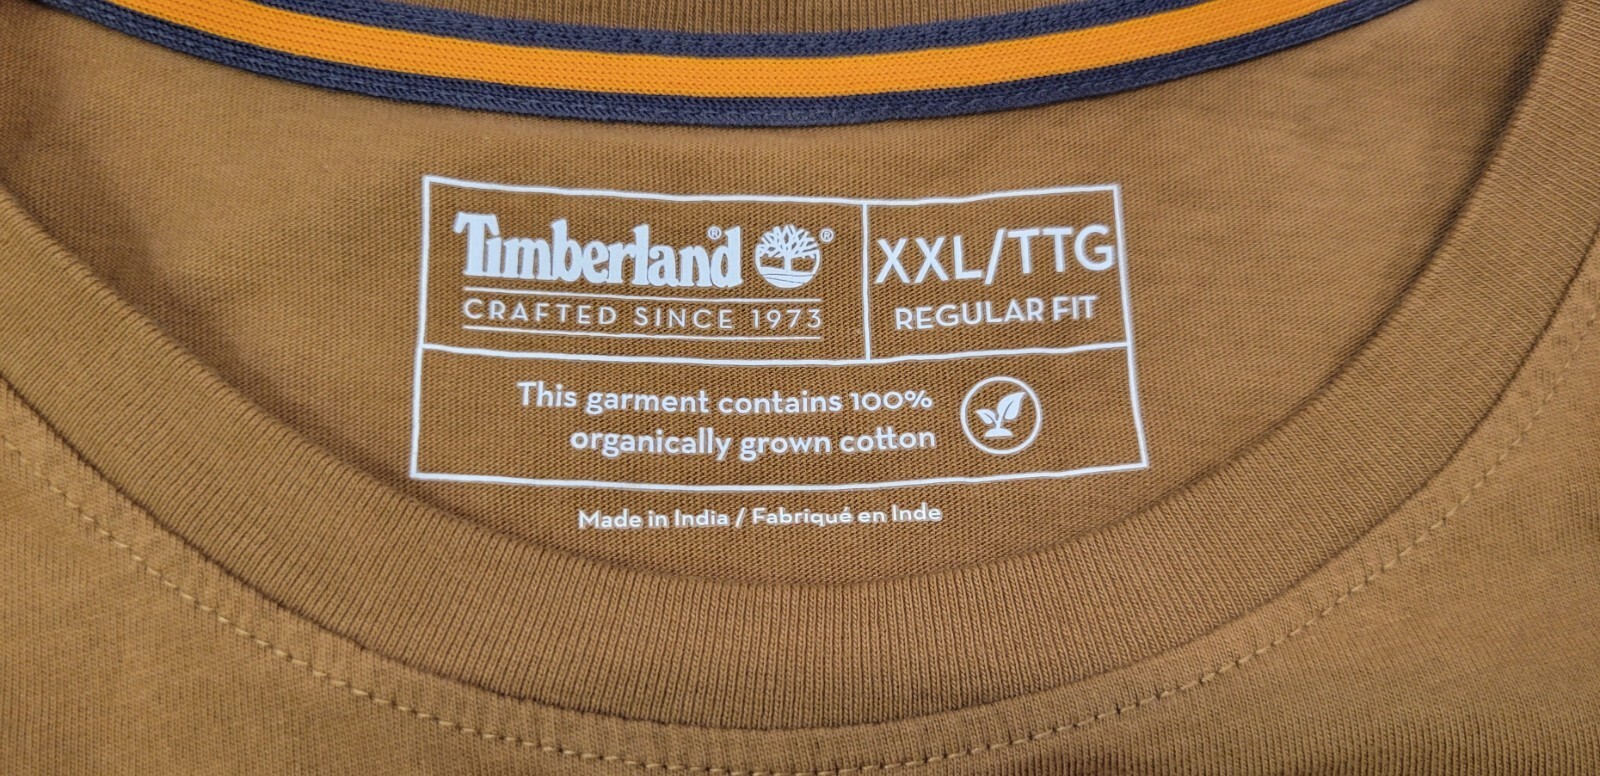 Timberland® ®
CRAFTED SINCE 1973
XXL/TTG
REGULAR FIT
This garment contains 100%
organically grown cotton
Made in India / Fabriqué en Inde